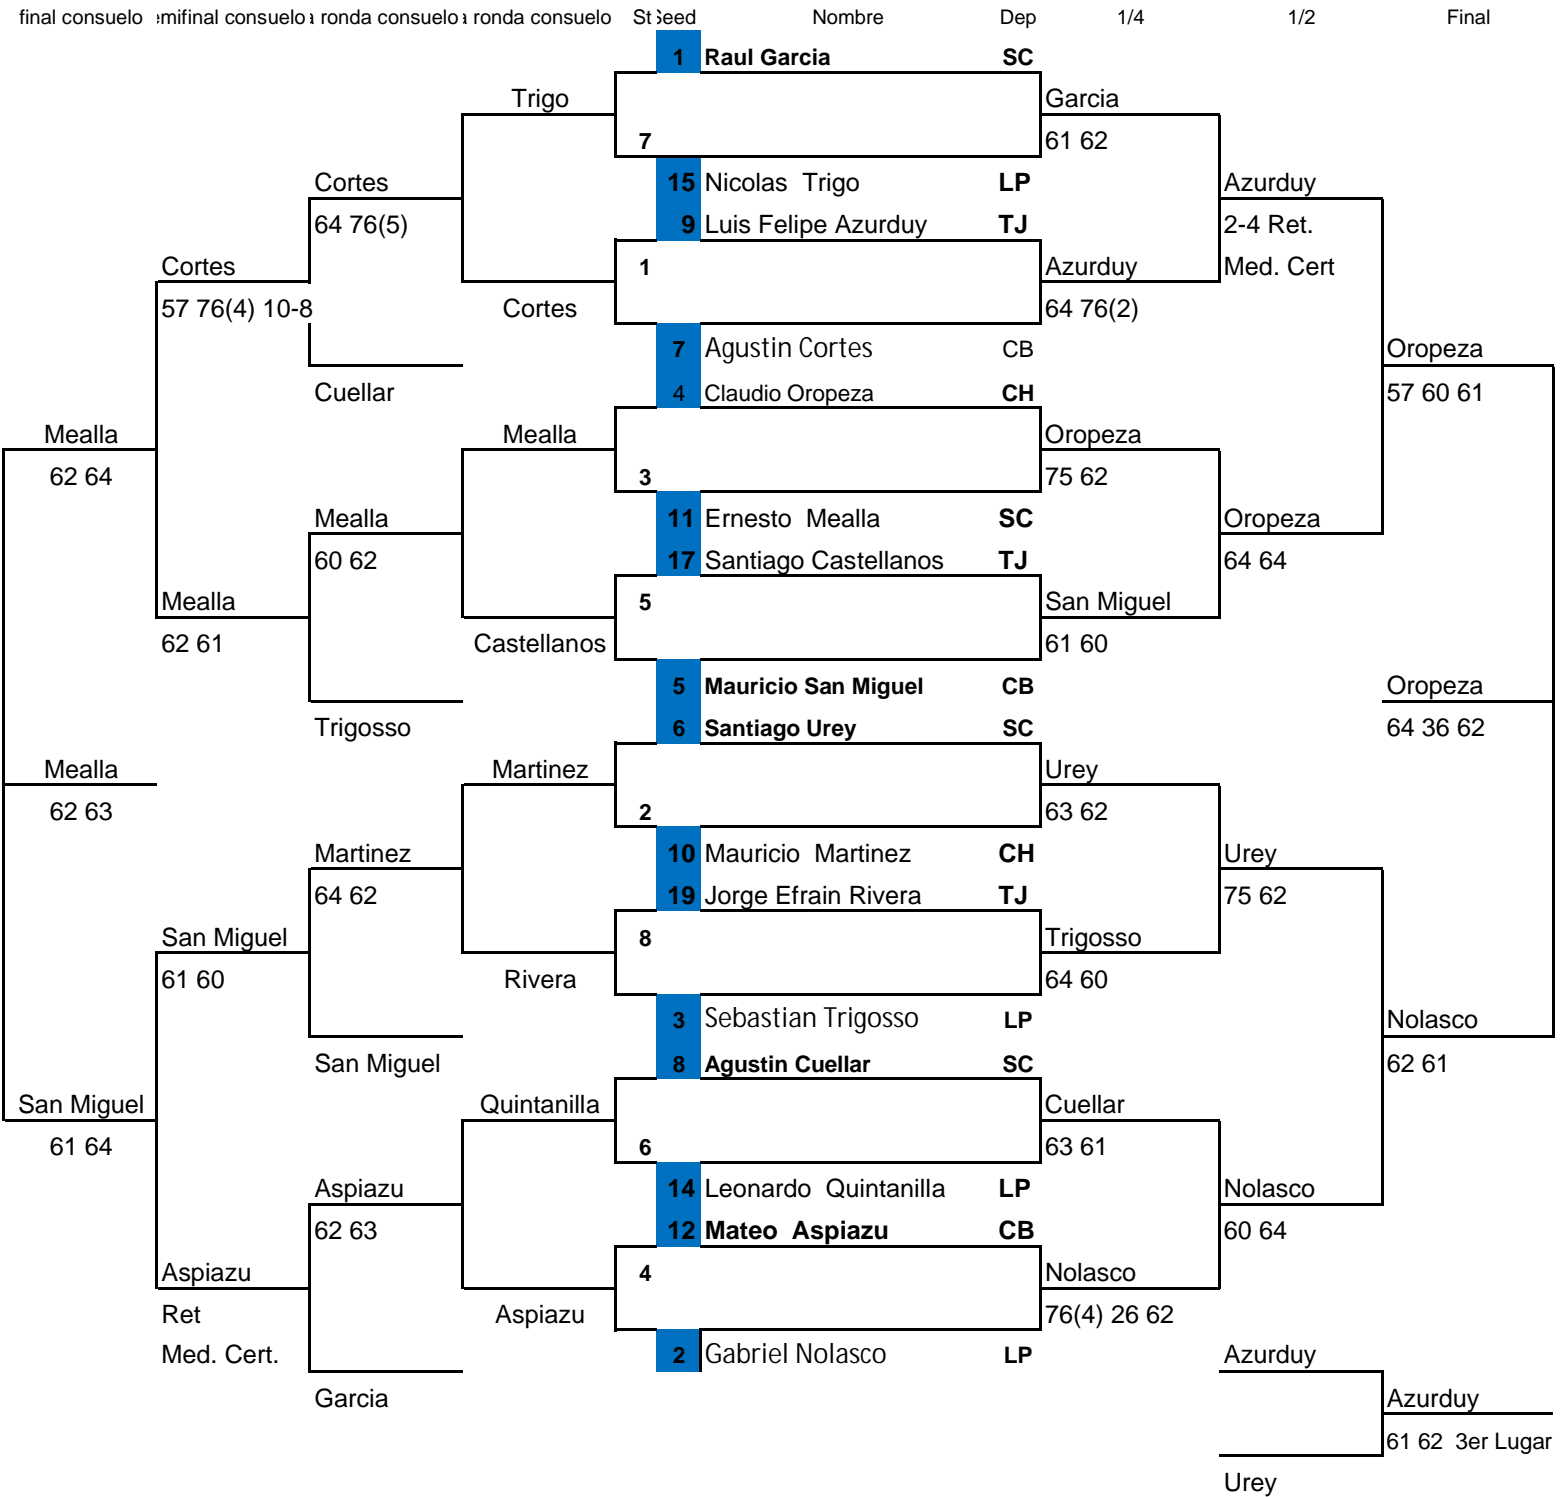 final consuelo emifinal consuelo a ronda consuelo a ronda consuelo St Seed Nombre Dep 1/4 1/2 Final
1 Raul Garcia SC
Trigo Garcia
7 61 62
Cortes 15 Nicolas Trigo LP Azurduy
64 76(5) 9 Luis Felipe Azurduy TJ 2-4 Ret.
Cortes 1 Azurduy Med. Cert
57 76(4) 10-8 Cortes 64 76(2)
7 Agustin Cortes CB Oropeza
Cuellar 4 Claudio Oropeza CH 57 60 61
Mealla Mealla Oropeza
62 64 3 75 62
Mealla 11 Ernesto Mealla SC Oropeza
60 62 17 Santiago Castellanos TJ 64 64
Mealla 5 San Miguel
62 61 Castellanos 61 60
5 Mauricio San Miguel CB Oropeza
Trigosso 6 Santiago Urey SC 64 36 62
Mealla Martinez Urey
62 63 2 63 62
Martinez 10 Mauricio Martinez CH Urey
64 62 19 Jorge Efrain Rivera TJ 75 62
San Miguel 8 Trigosso
61 60 Rivera 64 60
3 Sebastian Trigosso LP Nolasco
San Miguel 8 Agustin Cuellar SC 62 61
San Miguel Quintanilla Cuellar
61 64 6 63 61
Aspiazu 14 Leonardo Quintanilla LP Nolasco
62 63 12 Mateo Aspiazu CB 60 64
Aspiazu 4 Nolasco
Ret Aspiazu 76(4) 26 62
Med. Cert. 2 Gabriel Nolasco LP Azurduy
Garcia Azurduy
61 62 3er Lugar
Urey